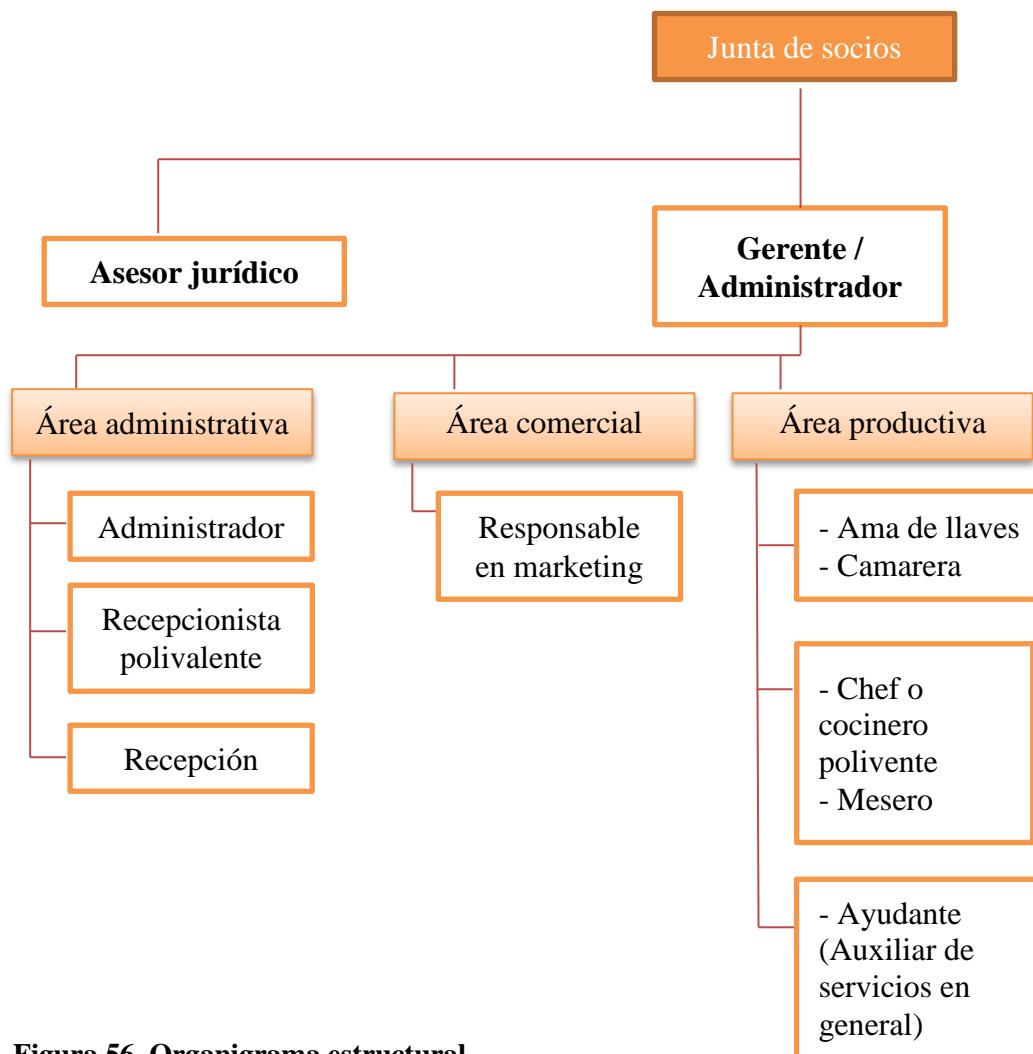 Junta de socios
Asesor jurídico
Gerente /
Administrador
Área administrativa
Área comercial
Área productiva
Administrador
Recepcionista
polivalente
Recepción
Responsable
en marketing
- Ama de llaves
- Camarera
- Chef o
cocinero
polivente
- Mesero
- Ayudante
(Auxiliar de
servicios en
general)
Figura 56. Organigrama estructural